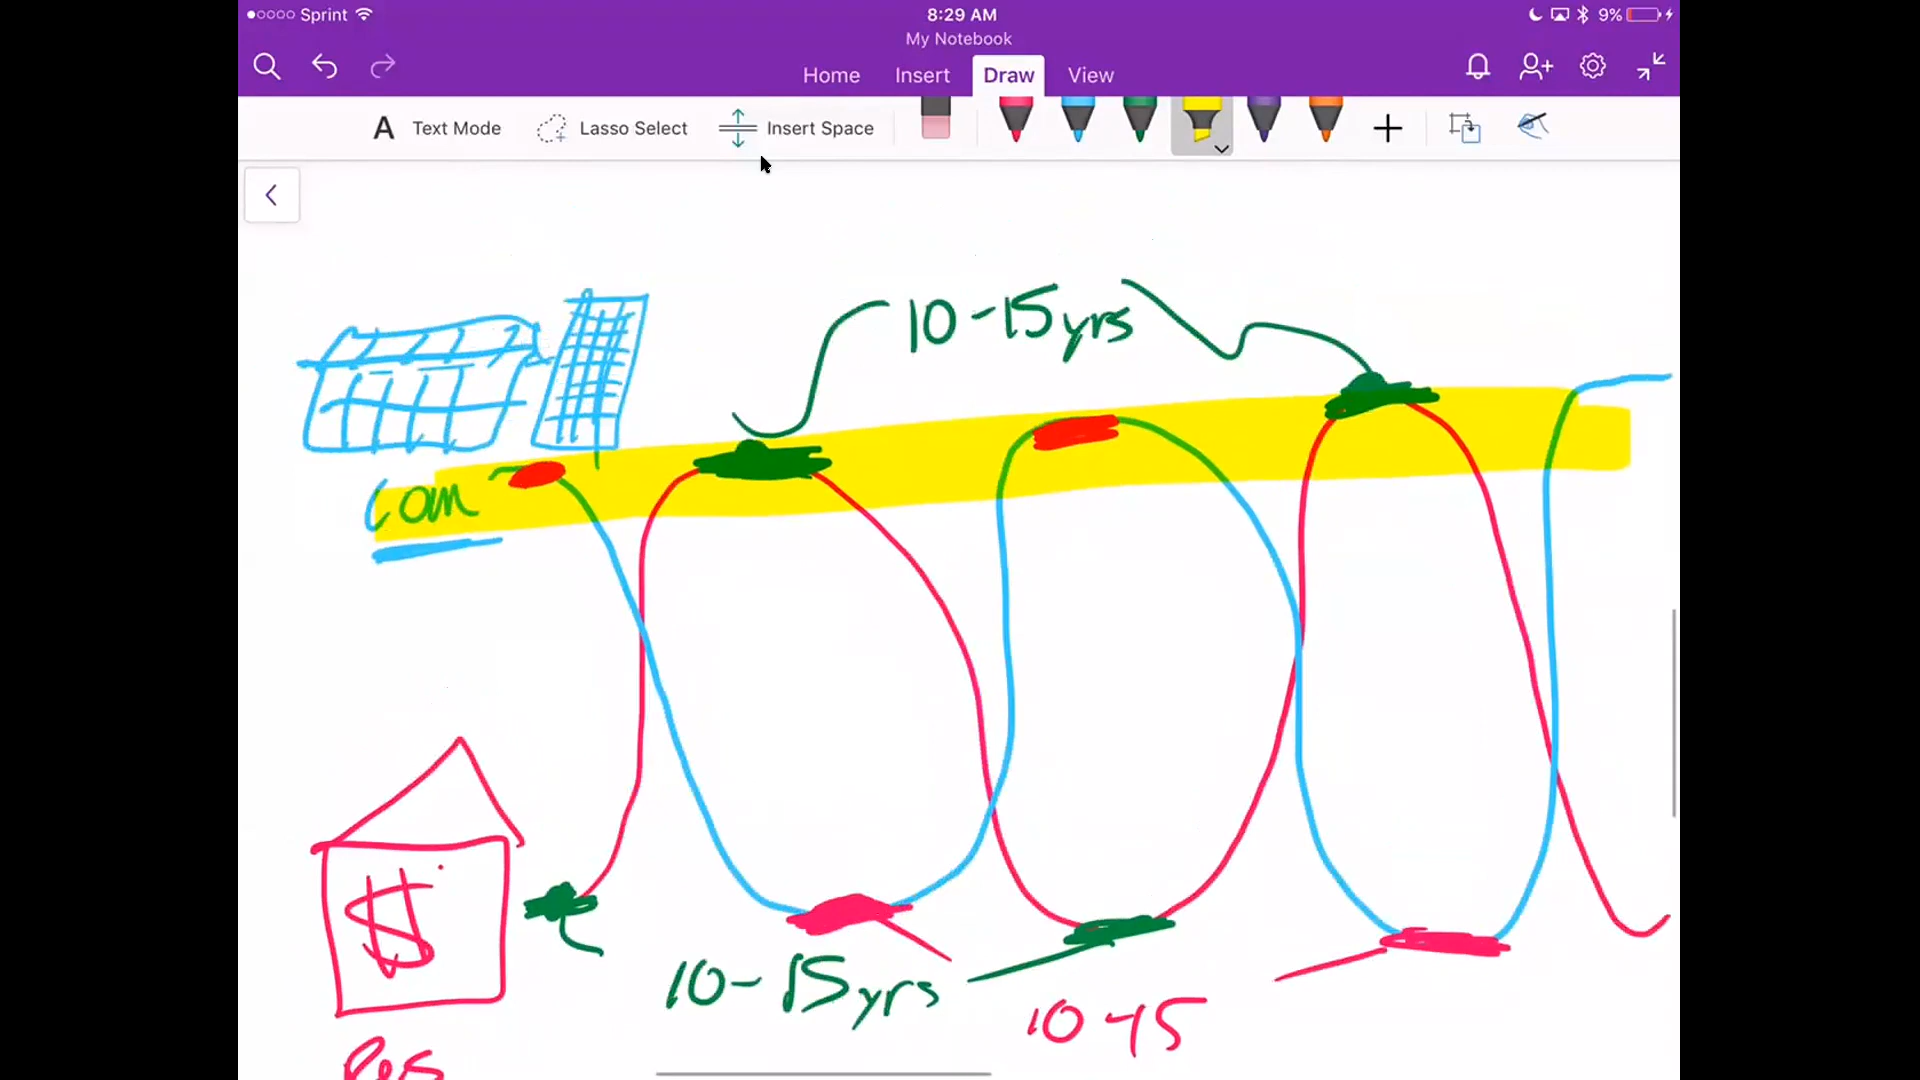 Sprint 8:29 AM 9%
My Notebook
Home Insert Draw View
A Text Mode Lasso Select Insert Space
10-15yrs
Com
$
10-15yrs
10-15
Res